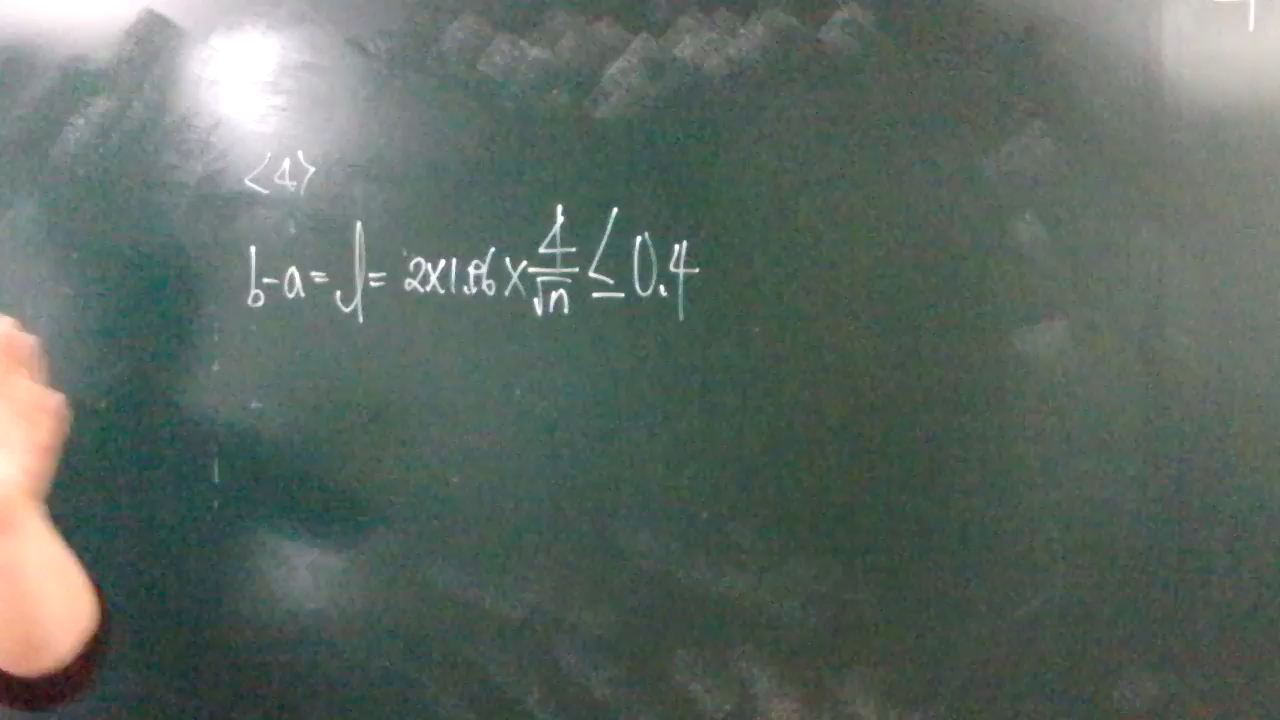 <4>
b-a = l = 2×1.96×4/√n ≤ 0.4